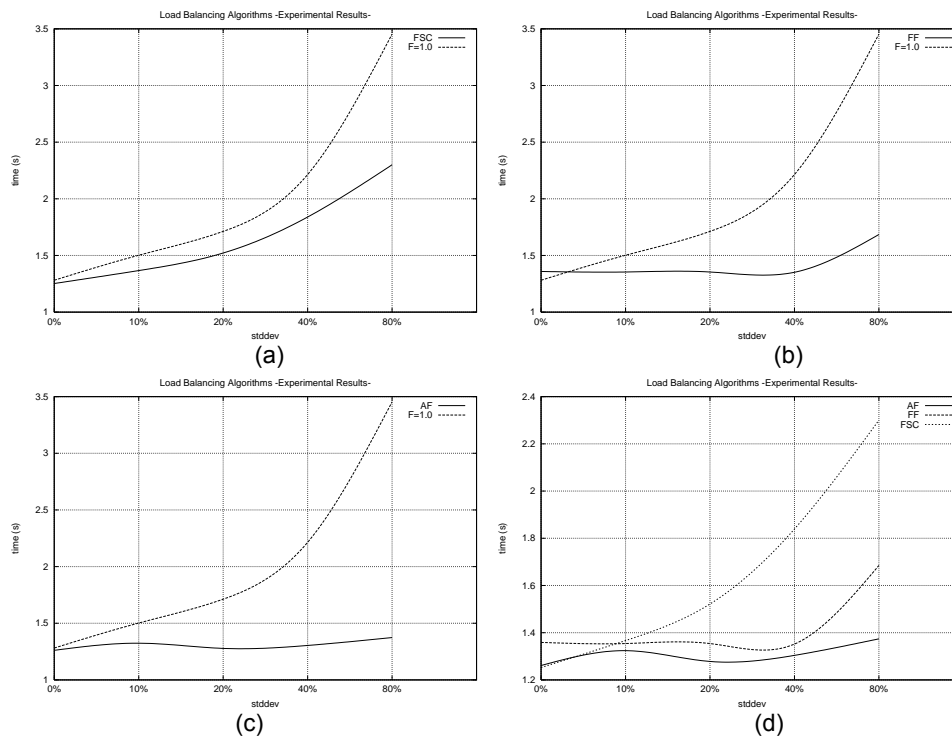 Load Balancing Algorithms -Experimental Results-
FSC
F=1.0
3.5
3
2.5
2
1.5
1
time (s)
0% 10% 20% 40% 80%
stddev
(a)
Load Balancing Algorithms -Experimental Results-
FF
F=1.0
3.5
3
2.5
2
1.5
1
time (s)
0% 10% 20% 40% 80%
stddev
(b)
Load Balancing Algorithms -Experimental Results-
AF
F=1.0
3.5
3
2.5
2
1.5
1
time (s)
0% 10% 20% 40% 80%
stddev
(c)
Load Balancing Algorithms -Experimental Results-
AF
FF
FSC
2.4
2.2
2
1.8
1.6
1.4
1.2
time (s)
0% 10% 20% 40% 80%
stddev
(d)